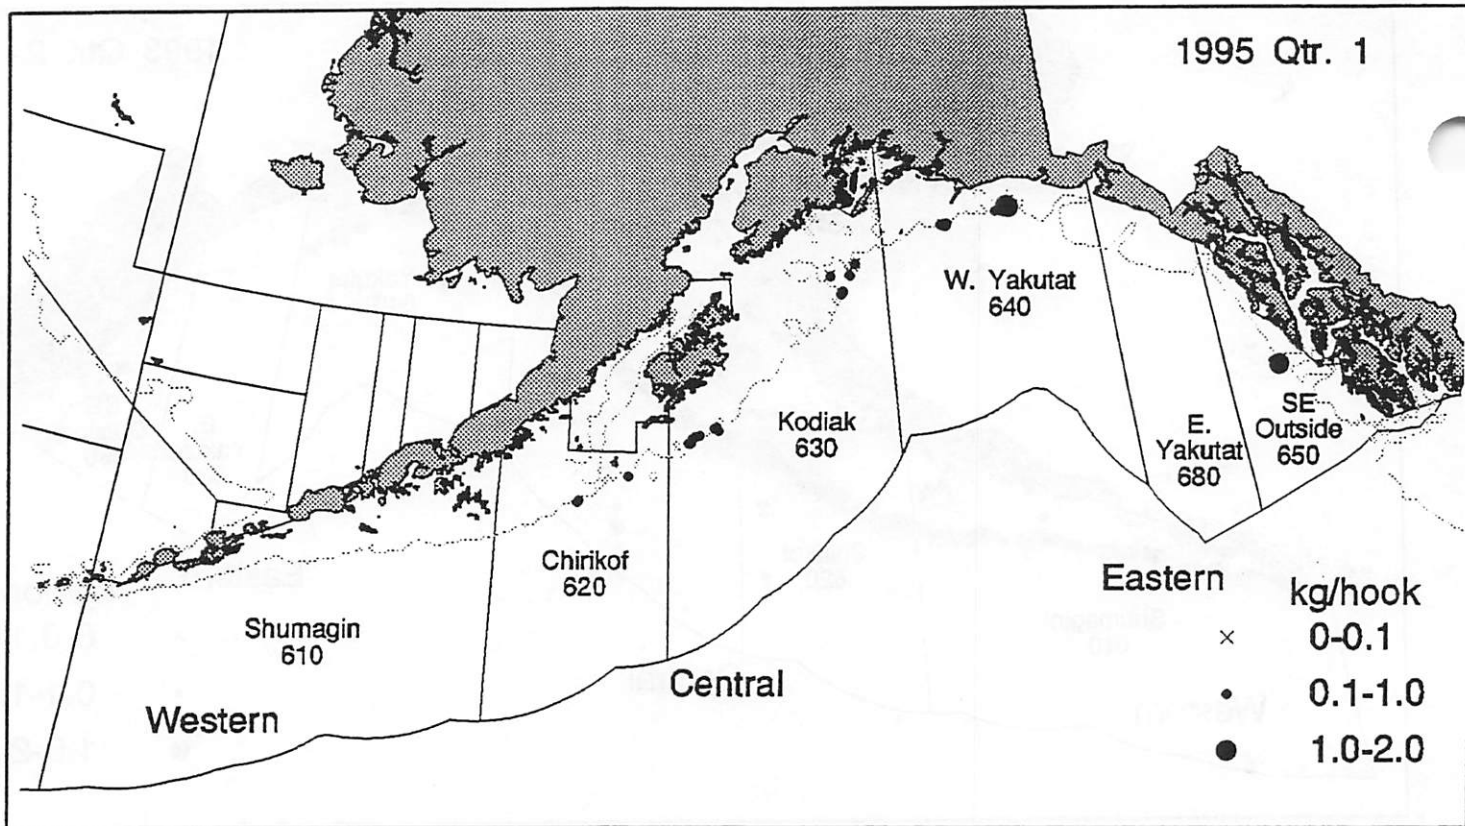 1995 Qtr. 1
W. Yakutat
640
Kodiak
630
E.
Yakutat
680
SE
Outside
650
Chirikof
620
Shumagin
610
Western
Central
Eastern
kg/hook
× 0-0.1
0.1-1.0
1.0-2.0